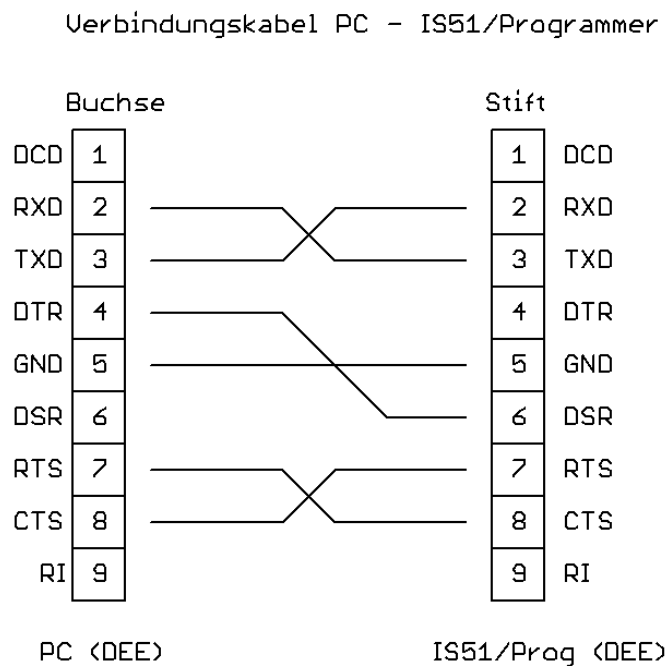 Verbindungskabel PC - IS51/Programmer
Buchse Stift
DCD 1 1 DCD
RXD 2 2 RXD
TXD 3 3 TXD
DTR 4 4 DTR
GND 5 5 GND
DSR 6 6 DSR
RTS 7 7 RTS
CTS 8 8 CTS
RI 9 9 RI
PC (DEE) IS51/Prog (DEE)